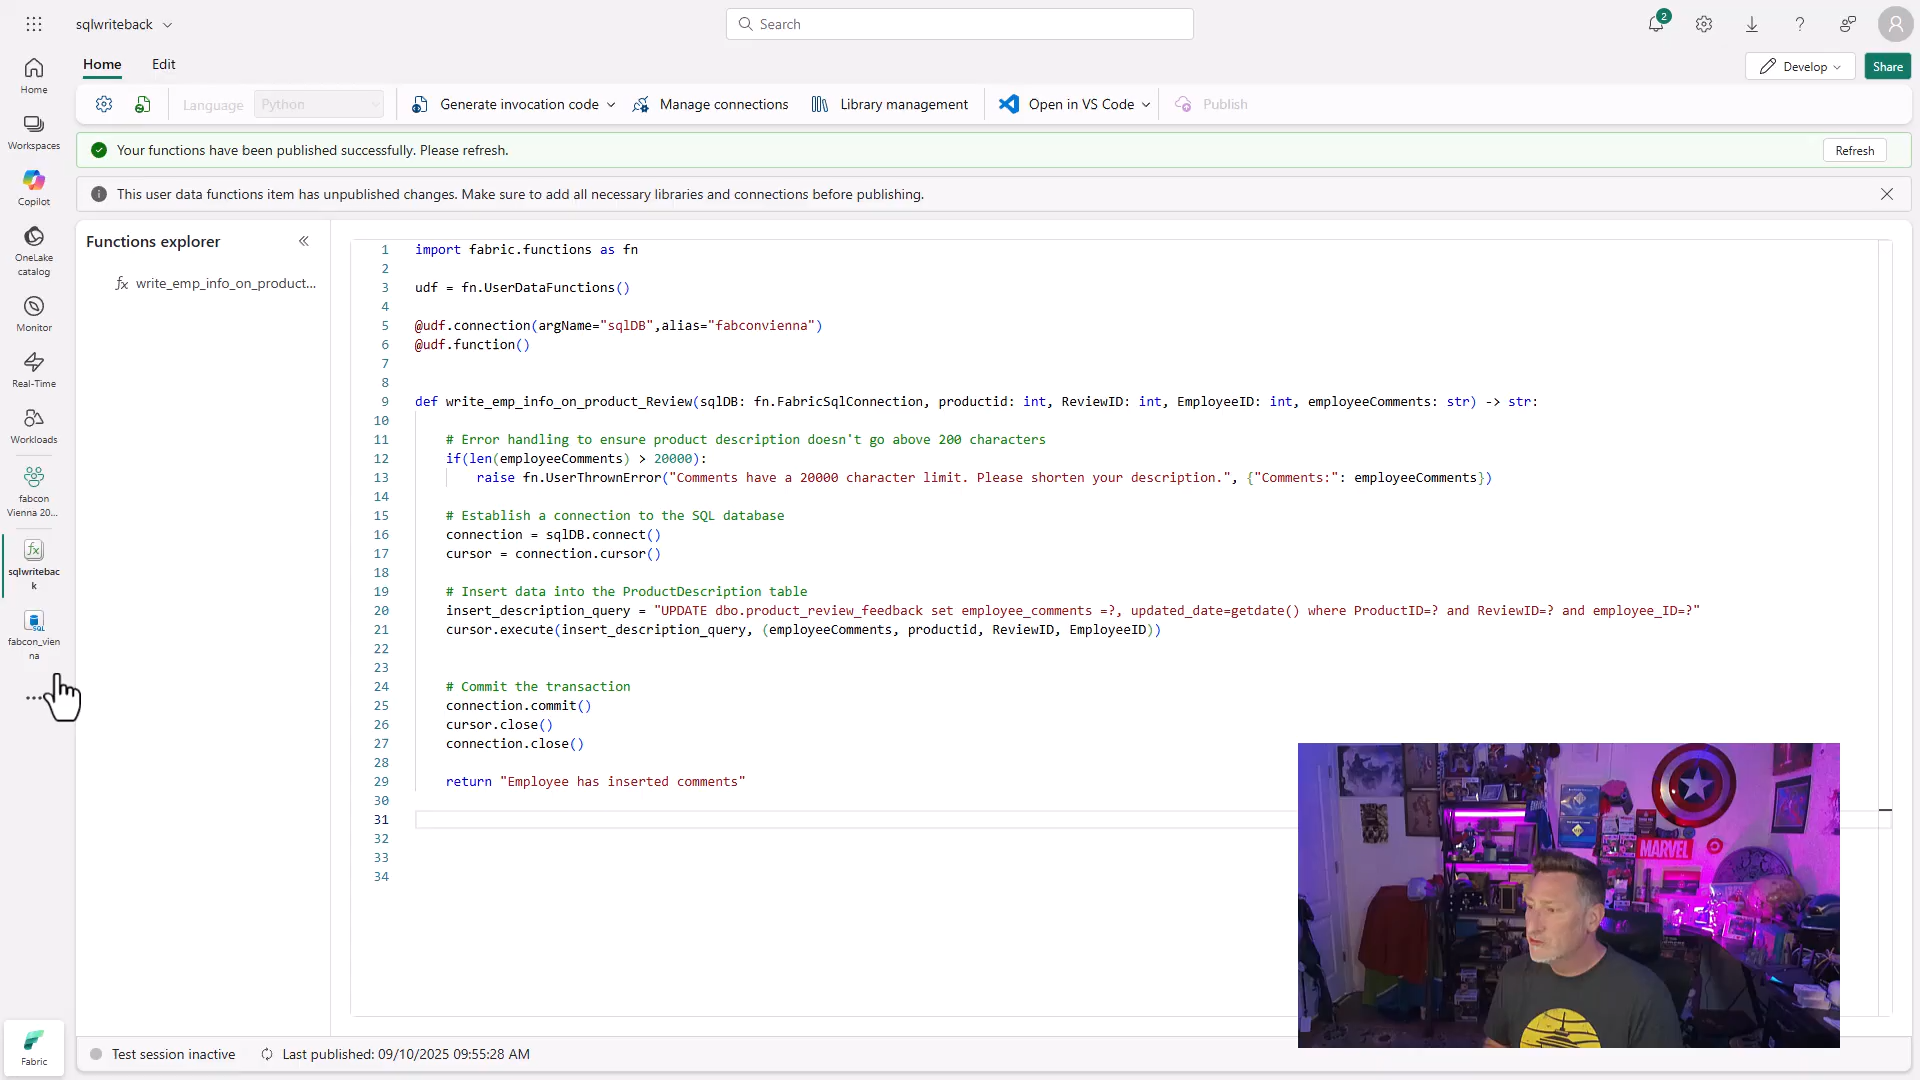 sqlwriteback
Search
2
Home
Edit
Develop
Share
Language
Python
Generate invocation code
Manage connections
Library management
Open in VS Code
Publish
Your functions have been published successfully. Please refresh.
Refresh
This user data functions item has unpublished changes. Make sure to add all necessary libraries and connections before publishing.
Home
Workspaces
Copilot
OneLake
catalog
Monitor
Real-Time
Workloads
fabcon
Vienna 20...
sqlwritebac
k
SQL
fabcon_vien
na
...
Fabric
Functions explorer
fx write_emp_info_on_product...
1 import fabric.functions as fn
2
3 udf = fn.UserDataFunctions()
4
5 @udf.connection(argName="sqlDB",alias="fabconvienna")
6 @udf.function()
7
8
9 def write_emp_info_on_product_Review(sqlDB: fn.FabricSqlConnection, productid: int, ReviewID: int, EmployeeID: int, employeeComments: str) -> str:
10
11 # Error handling to ensure product description doesn't go above 200 characters
12 if(len(employeeComments) > 20000):
13 raise fn.UserThrownError("Comments have a 20000 character limit. Please shorten your description.", {"Comments:": employeeComments})
14
15 # Establish a connection to the SQL database
16 connection = sqlDB.connect()
17 cursor = connection.cursor()
18
19 # Insert data into the ProductDescription table
20 insert_description_query = "UPDATE dbo.product_review_feedback set employee_comments =?, updated_date=getdate() where ProductID=? and ReviewID=? and employee_ID=?"
21 cursor.execute(insert_description_query, (employeeComments, productid, ReviewID, EmployeeID))
22
23
24 # Commit the transaction
25 connection.commit()
26 cursor.close()
27 connection.close()
28
29 return "Employee has inserted comments"
30
31
32
33
34
MARVEL
Test session inactive
Last published: 09/10/2025 09:55:28 AM